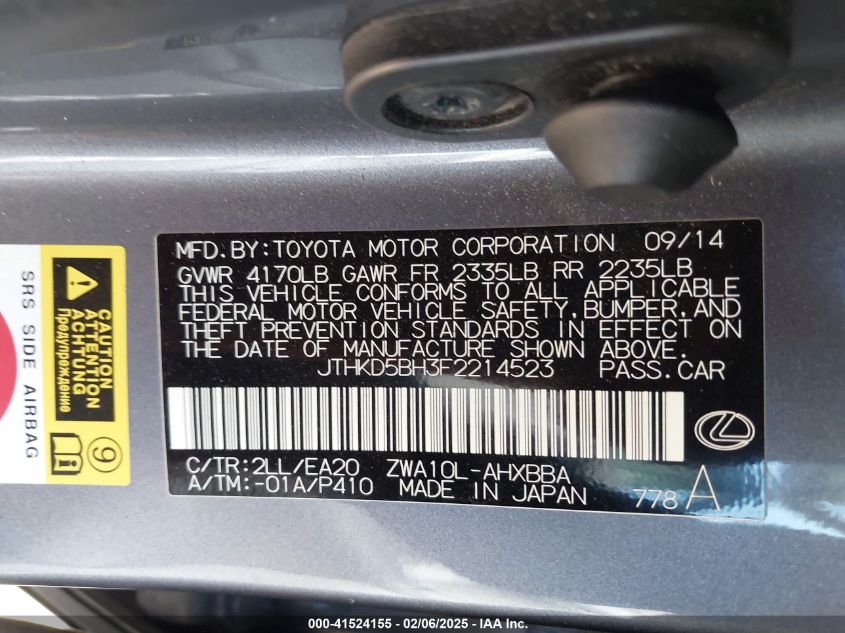 MFD.BY:TOYOTA MOTOR CORPORATION 09/14
GVWR 4170LB GAWR FR 2335LB RR 2235LB
THIS VEHICLE CONFORMS TO ALL APPLICABLE
FEDERAL MOTOR VEHICLE SAFETY,BUMPER,AND
THEFT PREVENTION STANDARDS IN EFFECT ON
THE DATE OF MANUFACTURE SHOWN ABOVE.
JTHKD5BH3F2214523 PASS.CAR
C/TR:2LL/EA20 ZWA10L-AHXBBA
A/TM:-01A/P410 MADE IN JAPAN 778 A
CAUTION
ATTENTION
ACHTUNG
Предупреждение
9
SRS SIDE AIRBAG
000-41524155 - 02/06/2025 - IAA Inc.